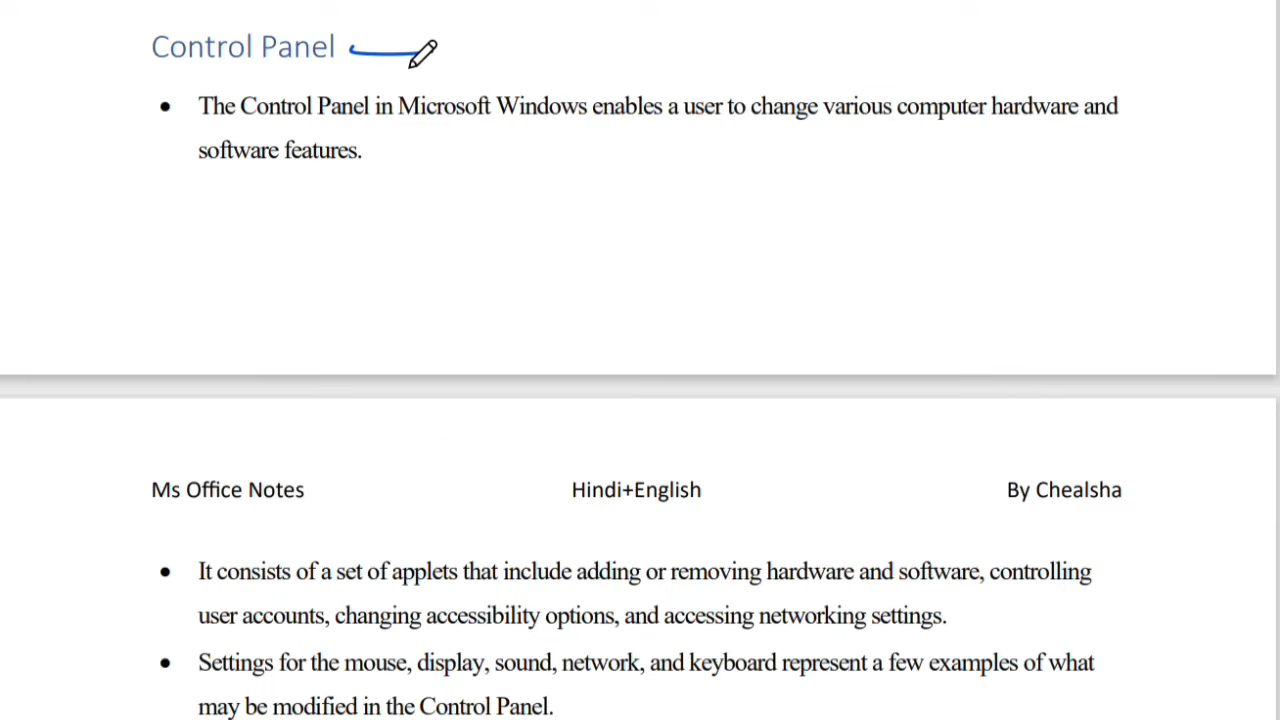 Control Panel
• The Control Panel in Microsoft Windows enables a user to change various computer hardware and
software features.
Ms Office Notes Hindi+English By Chealsha
• It consists of a set of applets that include adding or removing hardware and software, controlling
user accounts, changing accessibility options, and accessing networking settings.
• Settings for the mouse, display, sound, network, and keyboard represent a few examples of what
may be modified in the Control Panel.